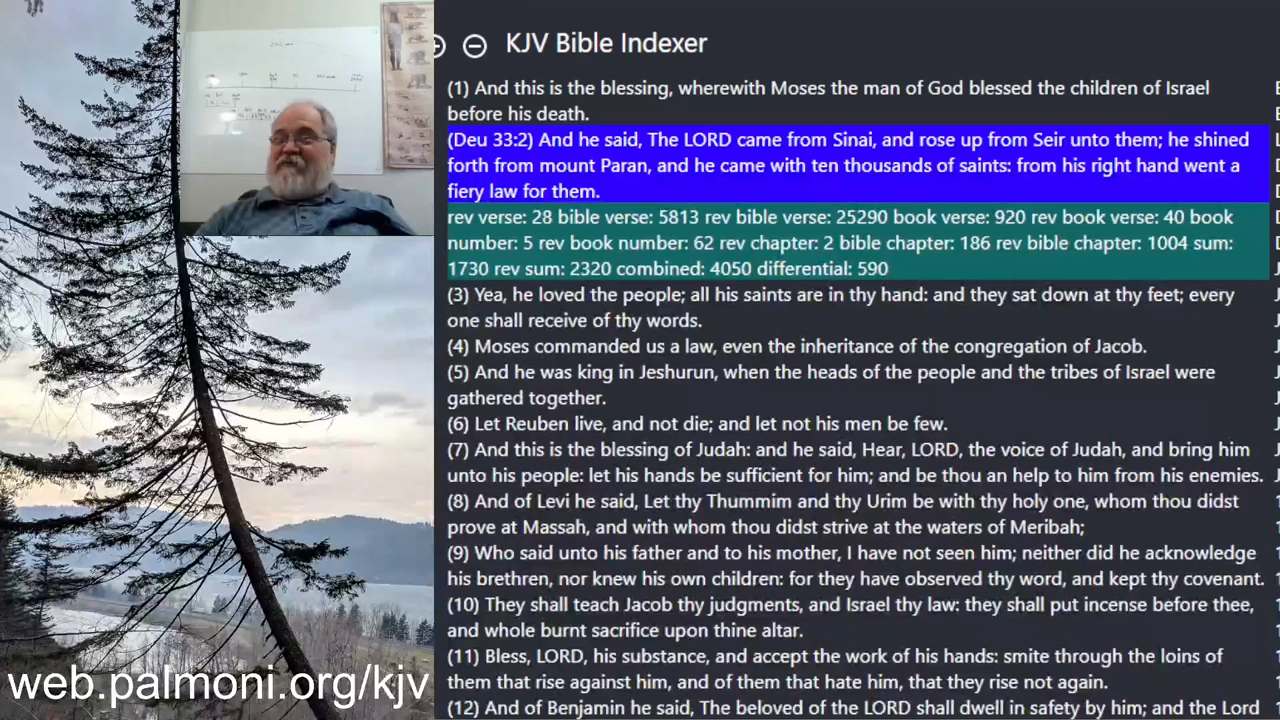 KJV Bible Indexer
(1) And this is the blessing, wherewith Moses the man of God blessed the children of Israel
before his death.
(Deu 33:2) And he said, The LORD came from Sinai, and rose up from Seir unto them; he shined
forth from mount Paran, and he came with ten thousands of saints: from his right hand went a
fiery law for them.
rev verse: 28 bible verse: 5813 rev bible verse: 25290 book verse: 920 rev book verse: 40 book
number: 5 rev book number: 62 rev chapter: 2 bible chapter: 186 rev bible chapter: 1004 sum:
1730 rev sum: 2320 combined: 4050 differential: 590
(3) Yea, he loved the people; all his saints are in thy hand: and they sat down at thy feet; every
one shall receive of thy words.
(4) Moses commanded us a law, even the inheritance of the congregation of Jacob.
(5) And he was king in Jeshurun, when the heads of the people and the tribes of Israel were
gathered together.
(6) Let Reuben live, and not die; and let not his men be few.
(7) And this is the blessing of Judah: and he said, Hear, LORD, the voice of Judah, and bring him
unto his people: let his hands be sufficient for him; and be thou an help to him from his enemies.
(8) And of Levi he said, Let thy Thummim and thy Urim be with thy holy one, whom thou didst
prove at Massah, and with whom thou didst strive at the waters of Meribah;
(9) Who said unto his father and to his mother, I have not seen him; neither did he acknowledge
his brethren, nor knew his own children: for they have observed thy word, and kept thy covenant.
(10) They shall teach Jacob thy judgments, and Israel thy law: they shall put incense before thee,
and whole burnt sacrifice upon thine altar.
(11) Bless, LORD, his substance, and accept the work of his hands: smite through the loins of
them that rise against him, and of them that hate him, that they rise not again.
(12) And of Benjamin he said, The beloved of the LORD shall dwell in safety by him; and the Lord
web.palmoni.org/kjv